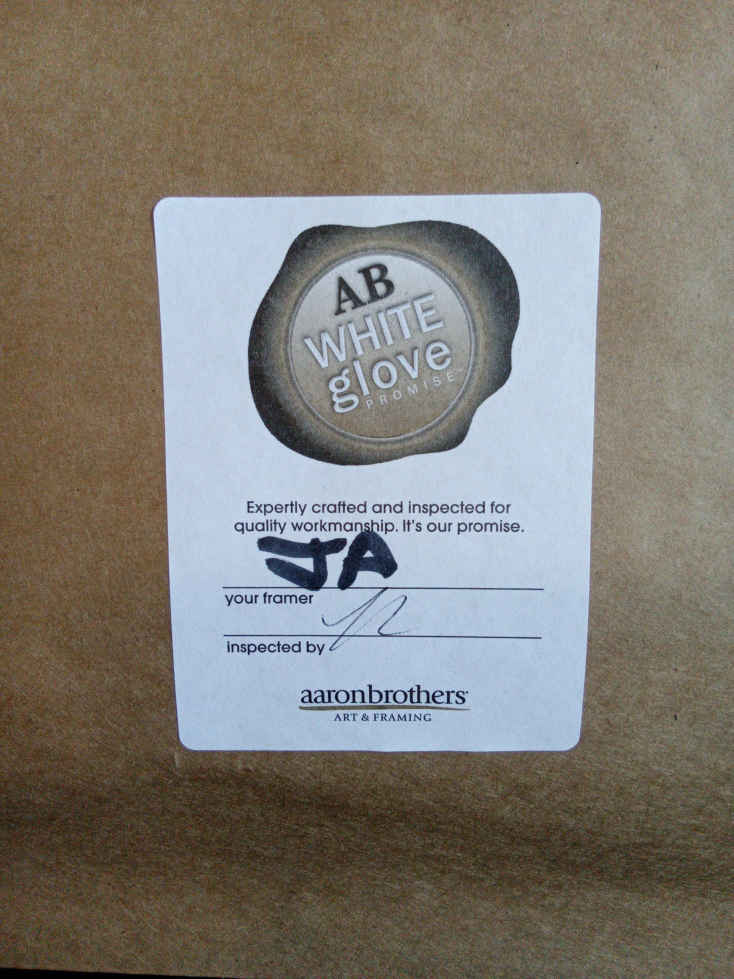 AB
WHITE
glove
PROMISE
Expertly crafted and inspected for
quality workmanship. It's our promise.
JA
your framer
inspected by
aaronbrothers
ART & FRAMING